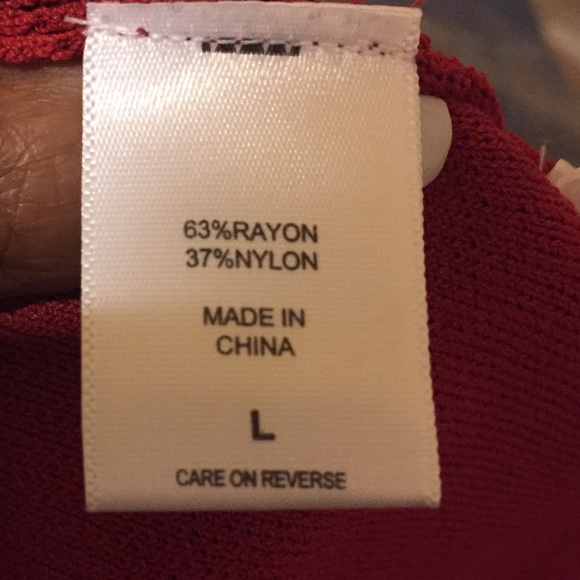 63%RAYON
37%NYLON
MADE IN
CHINA
L
CARE ON REVERSE